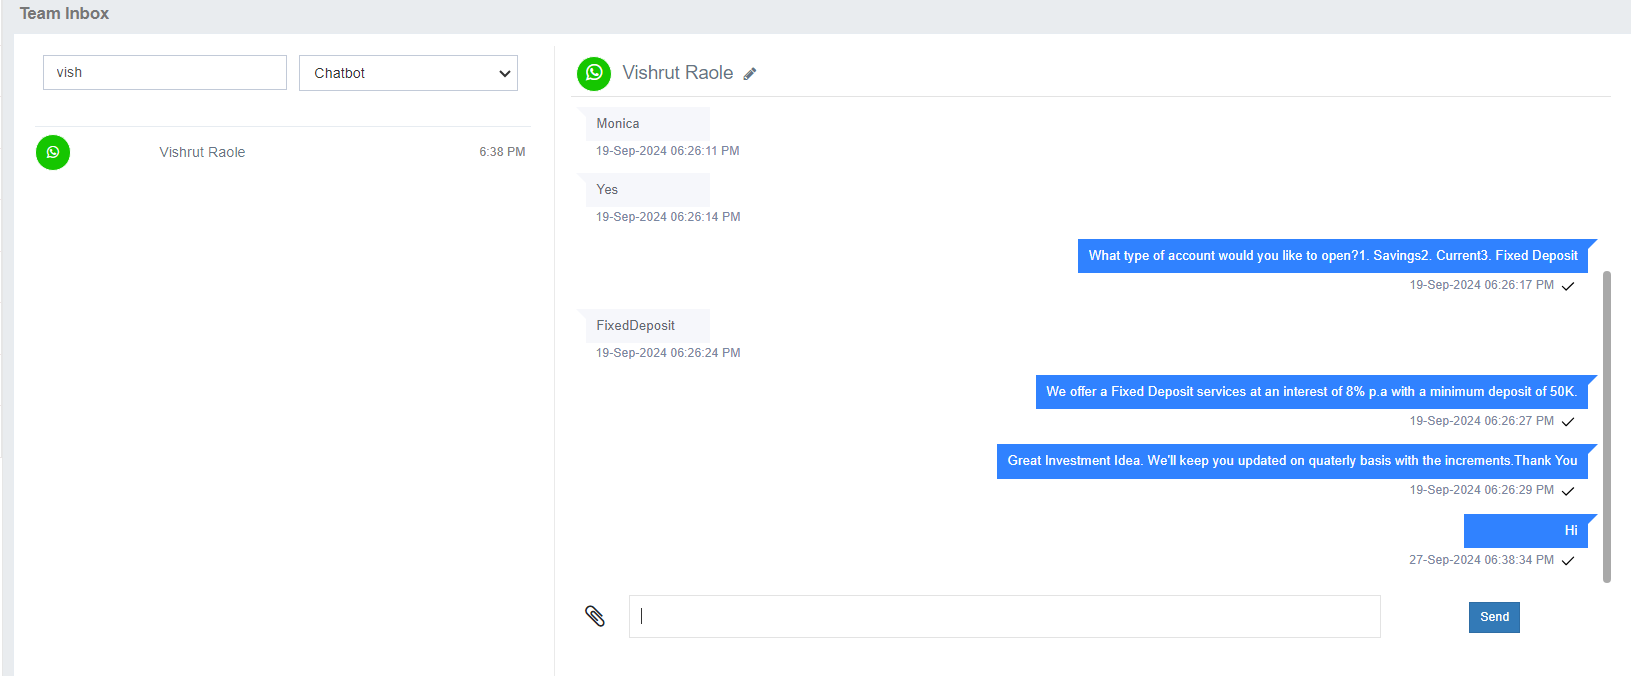 Team Inbox
vish
Chatbot
Vishrut Raole
6:38 PM
Vishrut Raole
Monica
19-Sep-2024 06:26:11 PM
Yes
19-Sep-2024 06:26:14 PM
What type of account would you like to open?1. Savings2. Current3. Fixed Deposit
19-Sep-2024 06:26:17 PM
FixedDeposit
19-Sep-2024 06:26:24 PM
We offer a Fixed Deposit services at an interest of 8% p.a with a minimum deposit of 50K.
19-Sep-2024 06:26:27 PM
Great Investment Idea. We'll keep you updated on quaterly basis with the increments.Thank You
19-Sep-2024 06:26:29 PM
Hi
27-Sep-2024 06:38:34 PM
Send